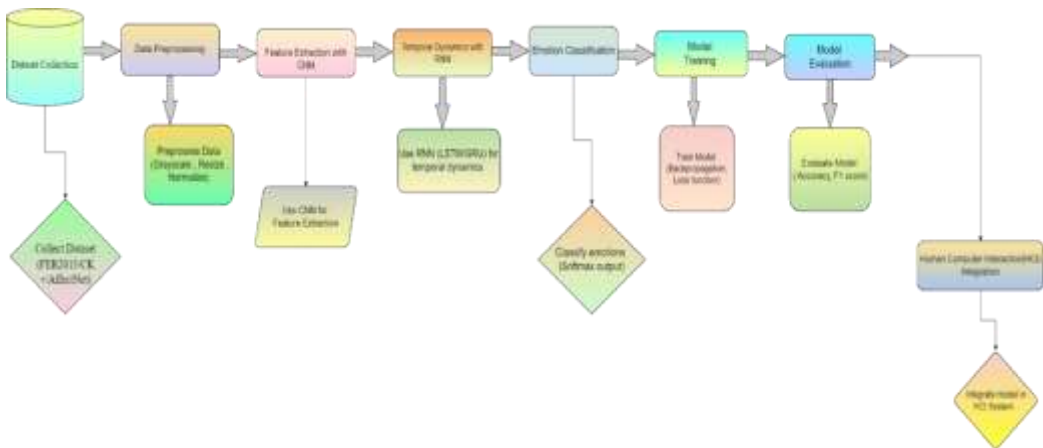 Dataset Collection
Data Preprocessing
Feature Extraction with
CNN
Temporal Dynamics with
RNN
Emotion Classification
Model
Training
Model
Evaluation
Preprocess Data
(Grayscale , Resize ,
Normalize)
Use CNN for
Feature Extraction
Use RNN (LSTM/GRU) for
temporal dynamics
Train Model
(Backpropagation,
Loss function)
Evaluate Model
(Accuracy, F1 score)
Collect Dataset
(FER2013 CK
+ AffectNet)
Classify emotions
(Softmax output)
Human Computer Interaction(HCI)
Integration
Integrate model in
HCI System